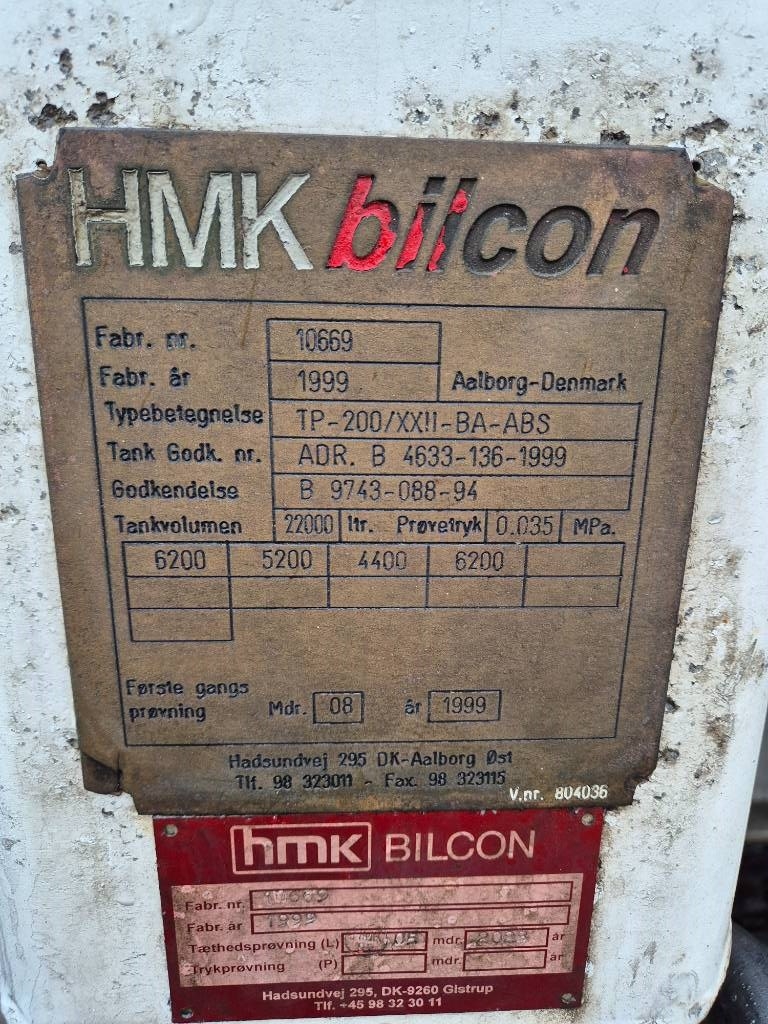 HMK bilcon
Fabr. nr. 10669
Fabr. år 1999 Aalborg-Denmark
Typebetegnelse TP-200/XXII-BA-ABS
Tank Godk. nr. ADR. B 4633-136-1999
Godkendelse B 9743-088-94
Tankvolumen 22000 ltr. Prøvetryk 0.035 MPa.
6200 5200 4400 6200
Første gangs
prøvning Mdr. 08 år 1999
Hadsundvej 295 DK-Aalborg Øst
Tlf. 98 323011 - Fax. 98 323115
V.nr. 804036
hmk BILCON
Fabr. nr. 10669
Fabr. år 1999
Tæthedsprøvning (L) mdr. år
Trykprøvning (P) mdr. år
Hadsundvej 295, DK-9260 Gistrup
Tlf. +45 98 32 30 11